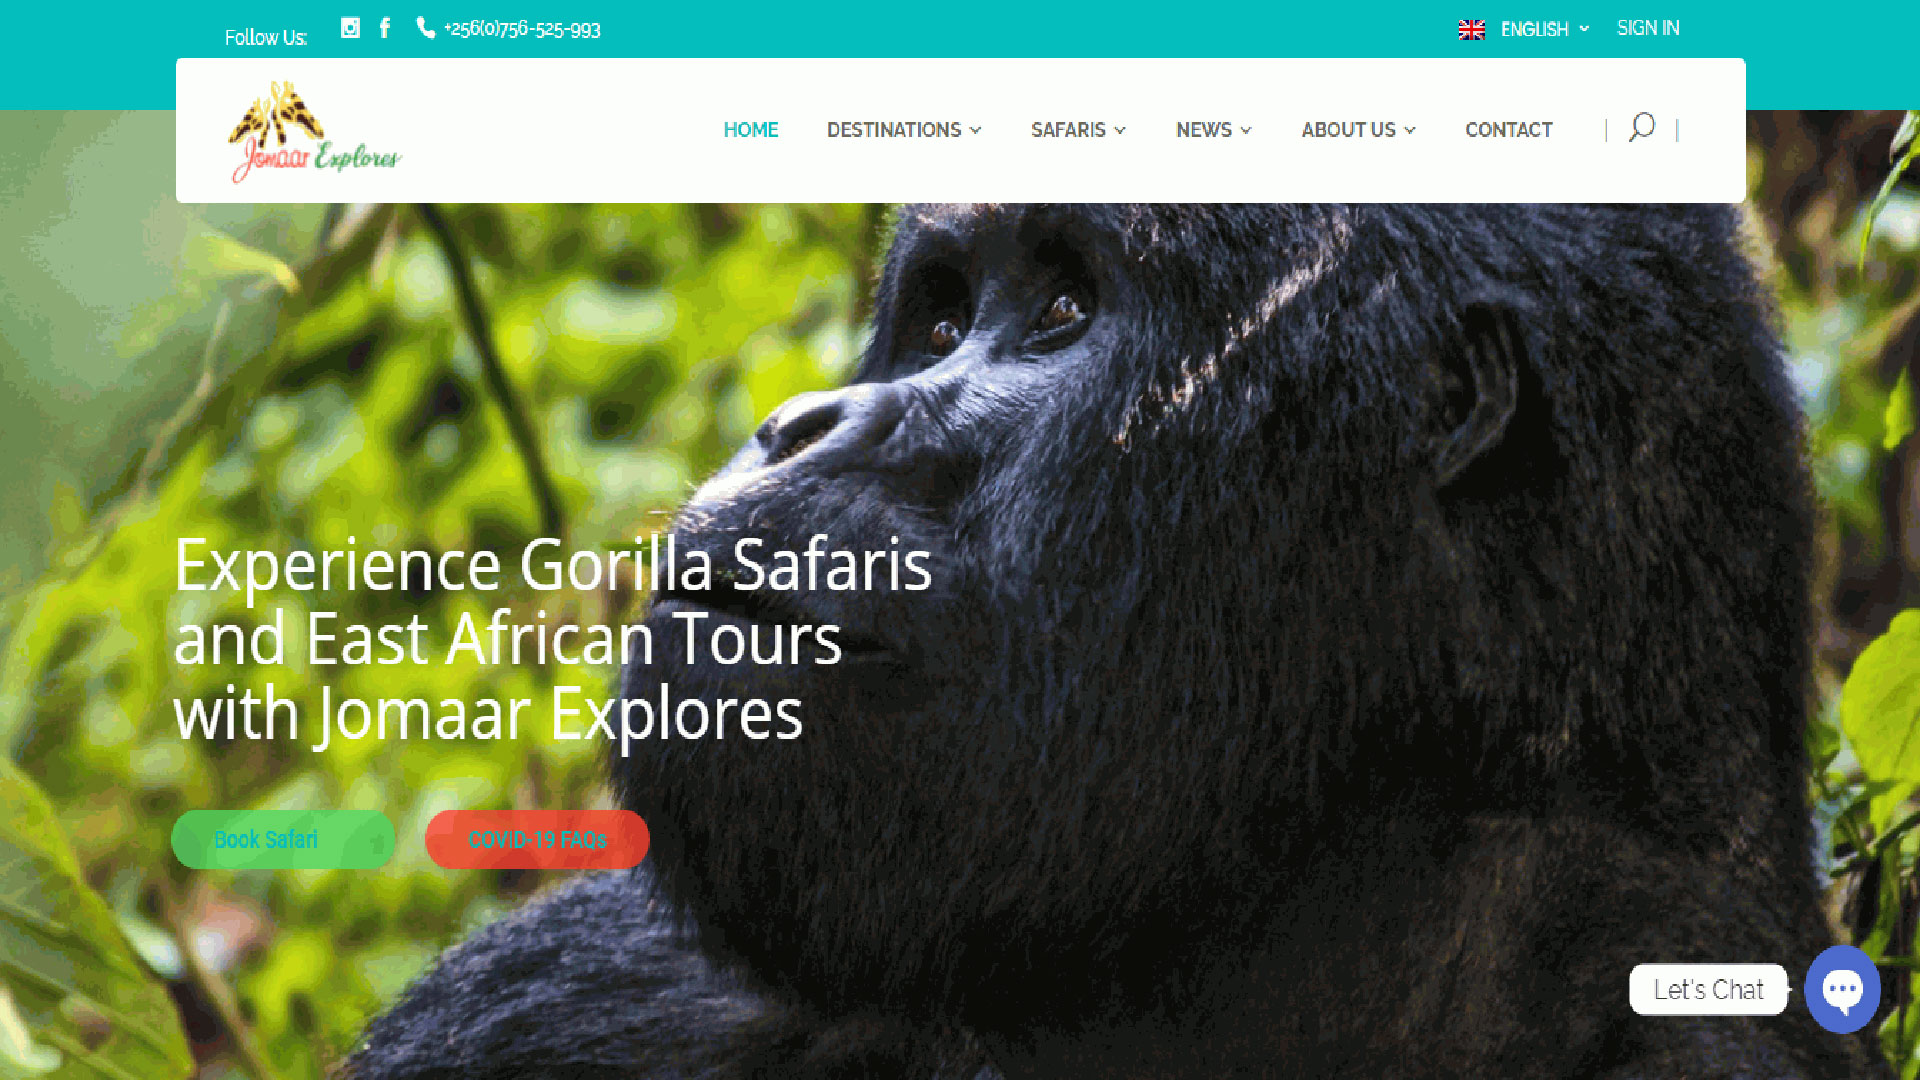 Follow Us:
+256(0)756-525-993
ENGLISH
SIGN IN
Jomaar Explores
HOME
DESTINATIONS
SAFARIS
NEWS
ABOUT US
CONTACT
Experience Gorilla Safaris
and East African Tours
with Jomaar Explores
Book Safari
COVID-19 FAQs
Let's Chat